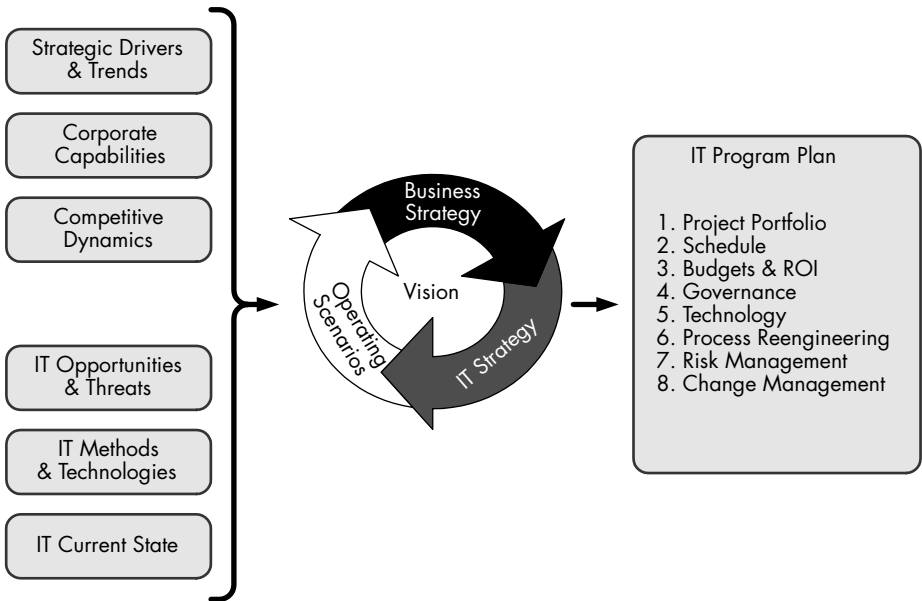 Strategic Drivers
& Trends
Corporate
Capabilities
Competitive
Dynamics
IT Opportunities
& Threats
IT Methods
& Technologies
IT Current State
Business
Strategy
Vision
IT Strategy
Operating
Scenarios
IT Program Plan
1. Project Portfolio
2. Schedule
3. Budgets & ROI
4. Governance
5. Technology
6. Process Reengineering
7. Risk Management
8. Change Management